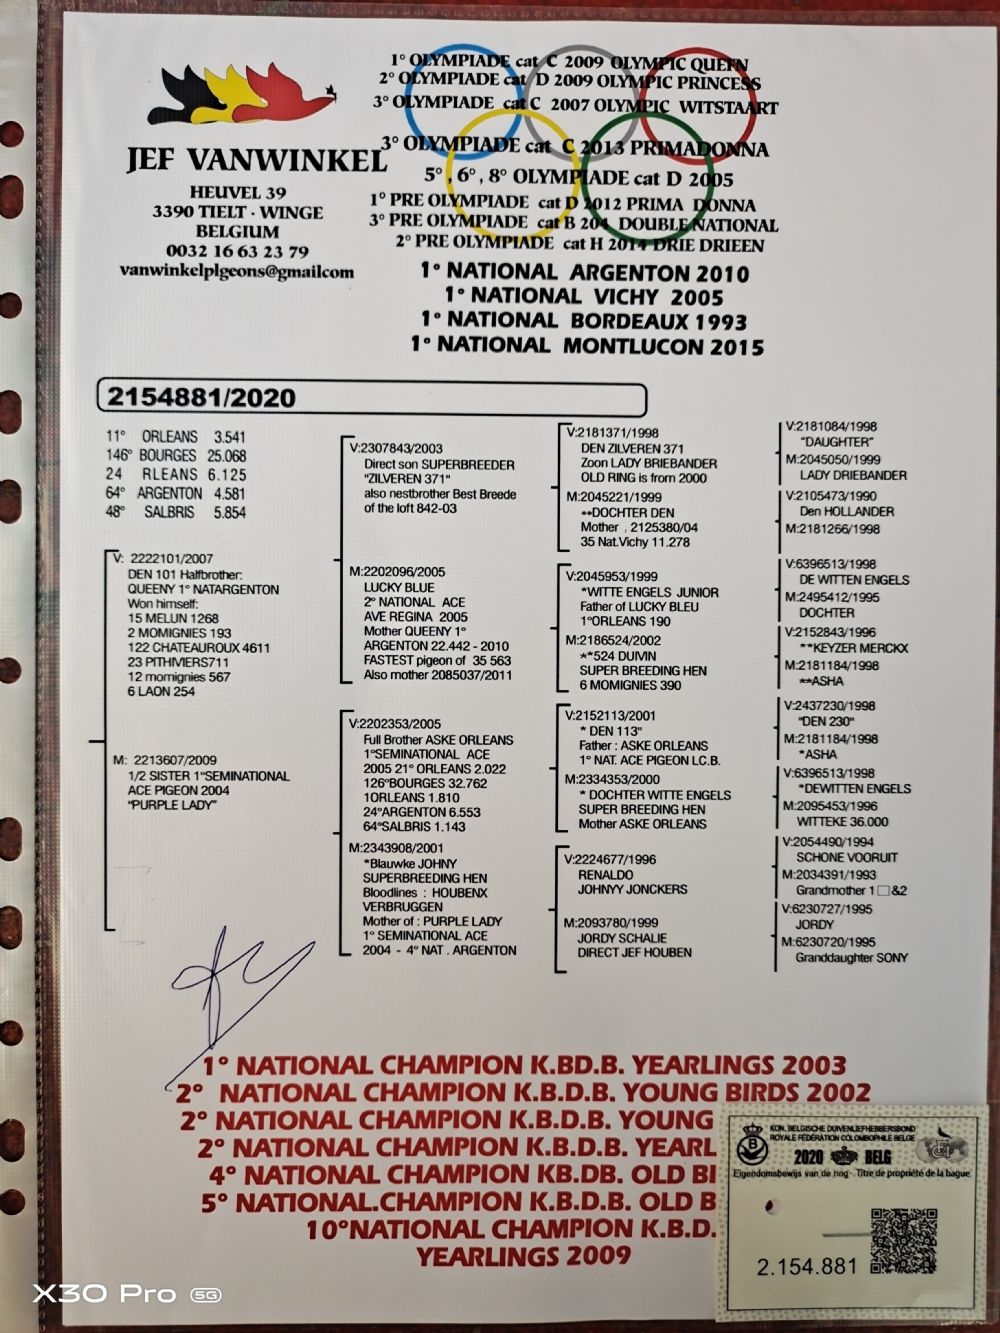 1° OLYMPIADE cat C 2009 OLYMPIC QUEFN
2° OLYMPIADE cat D 2009 OLYMPIC PRINCESS
3° OLYMPIADE cat C 2007 OLYMPIC WITSTAART
3° OLYMPIADE cat C 2013 PRIMADONNA
5°, 6°, 8° OLYMPIADE cat D 2005
1° PRE OLYMPIADE cat D 2012 PRIMA DONNA
3° PRE OLYMPIADE cat B 204 DOUBLE NATIONAL
2° PRE OLYMPIADE cat H 2014 DRIE DRIEEN
1° NATIONAL ARGENTON 2010
1° NATIONAL VICHY 2005
1° NATIONAL BORDEAUX 1993
1° NATIONAL MONTLUCON 2015
JEF VANWINKEL
HEUVEL 39
3390 TIELT · WINGE
BELGIUM
0032 16 63 23 79
vanwinkelplgeons@gmailcom
2154881/2020
11° ORLEANS 3.541
146° BOURGES 25.068
24 RLEANS 6.125
64° ARGENTON 4.581
48° SALBRIS 5.854
V: 2222101/2007
DEN 101 Halfbrother:
QUEENY 1° NATARGENTON
Won himself:
15 MELUN 1268
2 MOMIGNIES 193
122 CHATEAUROUX 4611
23 PITHMERS711
12 momignies 567
6 LAON 254
M: 2213607/2009
1/2 SISTER 1°SEMINATIONAL
ACE PIGEON 2004
"PURPLE LADY"
V:2307843/2003
Direct son SUPERBREEDER
"ZILVEREN 371"
also nestbrother Best Breede
of the loft 842-03
M:2202096/2005
LUCKY BLUE
2° NATIONAL ACE
AVE REGINA 2005
Mother QUEENY 1°
ARGENTON 22.442 - 2010
FASTEST pigeon of 35 563
Also mother 2085037/2011
V:2202353/2005
Full Brother ASKE ORLEANS
1°SEMINATIONAL ACE
2005 21° ORLEANS 2.022
126°BOURGES 32.762
1ORLEANS 1.810
24°ARGENTON 6.553
64°SALBRIS 1.143
M:2343908/2001
*Blauwke JOHNY
SUPERBREEDING HEN
Bloodlines : HOUBENX
VERBRUGGEN
Mother of : PURPLE LADY
1° SEMINATIONAL ACE
2004 - 4° NAT . ARGENTON
V:2181371/1998
DEN ZILVEREN 371
Zoon LADY BRIEBANDER
OLD RING is from 2000
M:2045221/1999
**DOCHTER DEN
Mother , 2125380/04
35 Nat.Vichy 11.278
V:2045953/1999
*WITTE ENGELS JUNIOR
Father of LUCKY BLEU
1°ORLEANS 190
M:2186524/2002
**524 DUIVIN
SUPER BREEDING HEN
6 MOMIGNIES 390
V:2152113/2001
* DEN 113"
Father : ASKE ORLEANS
1° NAT. ACE PIGEON I.C.B.
M:2334353/2000
* DOCHTER WITTE ENGELS
SUPER BREEDING HEN
Mother ASKE ORLEANS
V:2224677/1996
RENALDO
JOHNYY JONCKERS
M:2093780/1999
JORDY SCHALIE
DIRECT JEF HOUBEN
V:2181084/1998
"DAUGHTER"
M:2045050/1999
LADY DRIEBANDER
V:2105473/1990
Den HOLLANDER
M:2181266/1998
V:6396513/1998
DE WITTEN ENGELS
M:2495412/1995
DOCHTER
V:2152843/1996
**KEYZER MERCKX
M:2181184/1998
**ASHA
V:2437230/1998
"DEN 230"
M:2181184/1998
*ASHA
V:6396513/1998
*DEWITTEN ENGELS
M:2095453/1996
WITTEKE 36.000
V:2054490/1994
SCHONE VOORUIT
M:2034391/1993
Grandmother 1□&2
V:6230727/1995
JORDY
M:6230720/1995
Granddaughter SONY
1° NATIONAL CHAMPION K.BD.B. YEARLINGS 2003
2° NATIONAL CHAMPION K.B.D.B. YOUNG BIRDS 2002
2° NATIONAL CHAMPION K.B.D.B. YOUNG
2° NATIONAL CHAMPION K.B.D.B. YEARL
4° NATIONAL CHAMPION KB.DB. OLD BI
5° NATIONAL.CHAMPION K.B.D.B. OLD B
10°NATIONAL CHAMPION K.B.D.
YEARLINGS 2009
KON. BELGISCHE DUIVENLIEFHEBBERSBOND
ROYALE FÉDÉRATION COLOMBOPHILE BELGE
2020 BELG
Eigendomsbewijs van de ring - Titre de propriété de la bague
2.154.881
X30 Pro 5G